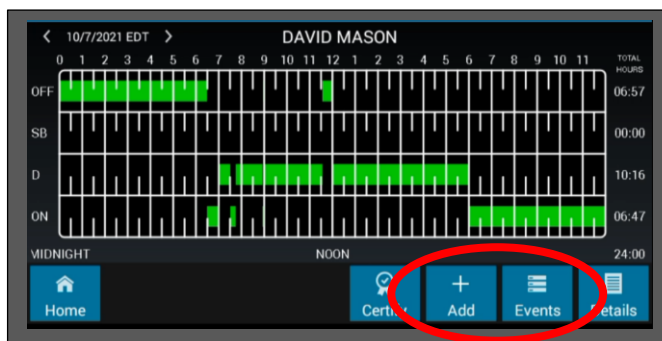 < 10/7/2021 EDT > DAVID MASON
0 1 2 3 4 5 6 7 8 9 10 11 12 1 2 3 4 5 6 7 8 9 10 11 TOTAL HOURS
OFF 06:57
SB 00:00
D 10:16
ON 06:47
MIDNIGHT NOON 24:00
Home Certify Add Events Details